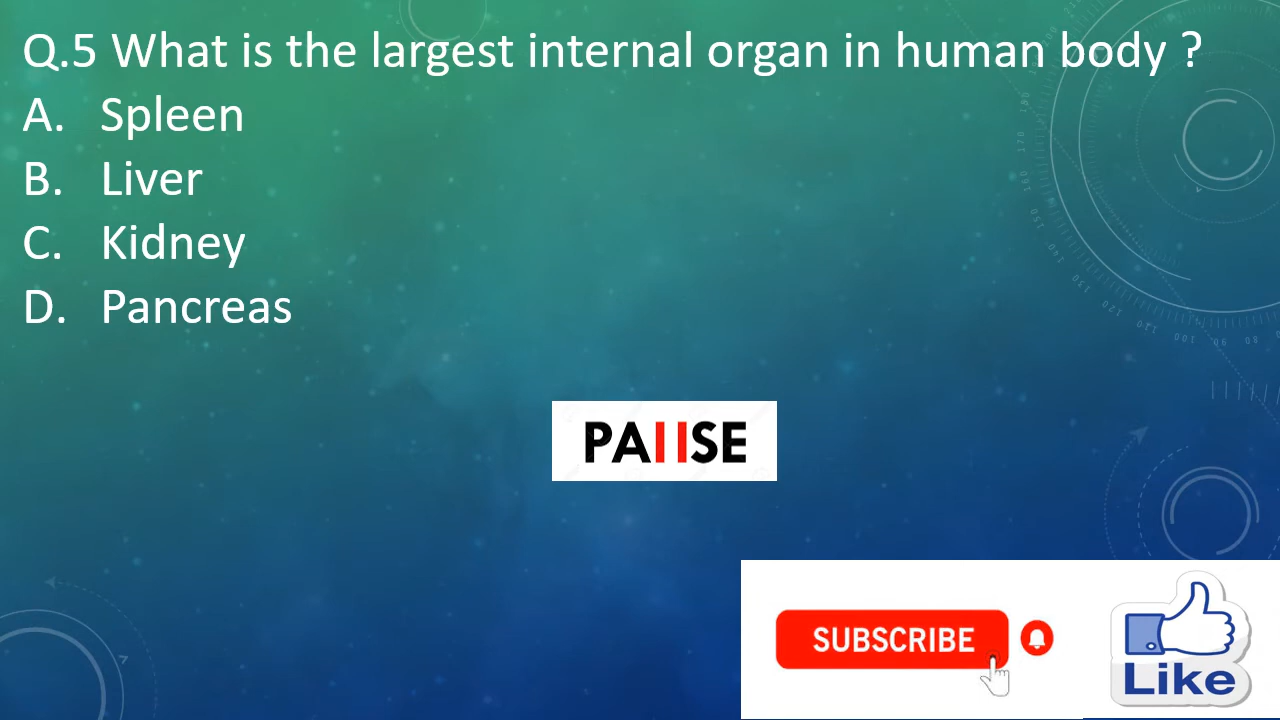 Q.5 What is the largest internal organ in human body ?
A. Spleen
B. Liver
C. Kidney
D. Pancreas
PAUSE
SUBSCRIBE
Like